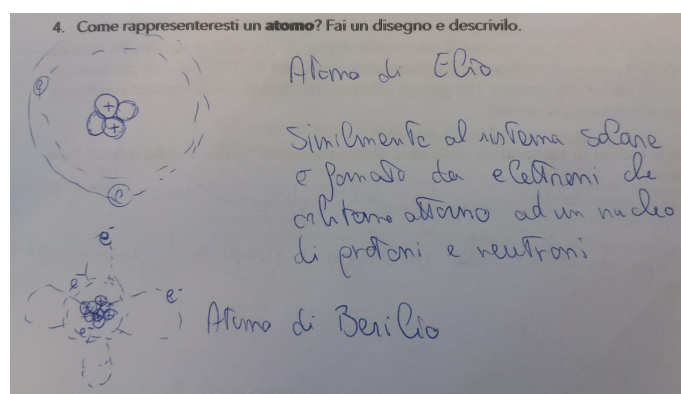 4. Come rappresenteresti un atomo? Fai un disegno e descrivilo.
Atomo di Elio
e
+
+
e
Similmente al sistema solare
e formato da elettroni che
orbitano attorno ad un nucleo
di protoni e neutroni
e-
e-
e-
e-
Atomo di Berilio